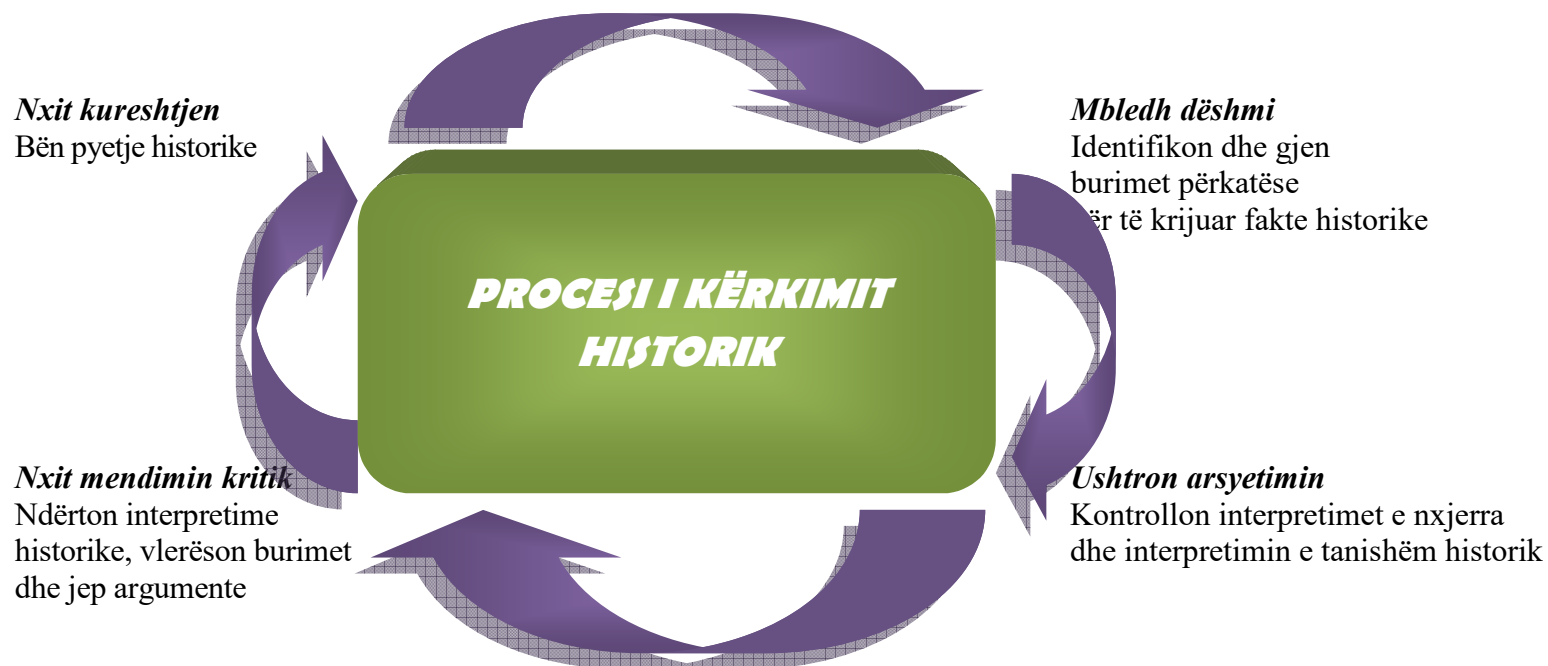 Nxit kureshtjen
Bën pyetje historike
Mbledh dëshmi
Identifikon dhe gjen
burimet përkatëse
për të krijuar fakte historike
PROCESI I KËRKIMIT
HISTORIK
Nxit mendimin kritik
Ndërton interpretime
historike, vlerëson burimet
dhe jep argumente
Ushtron arsyetimin
Kontrollon interpretimet e nxjerra
dhe interpretimin e tanishëm historik